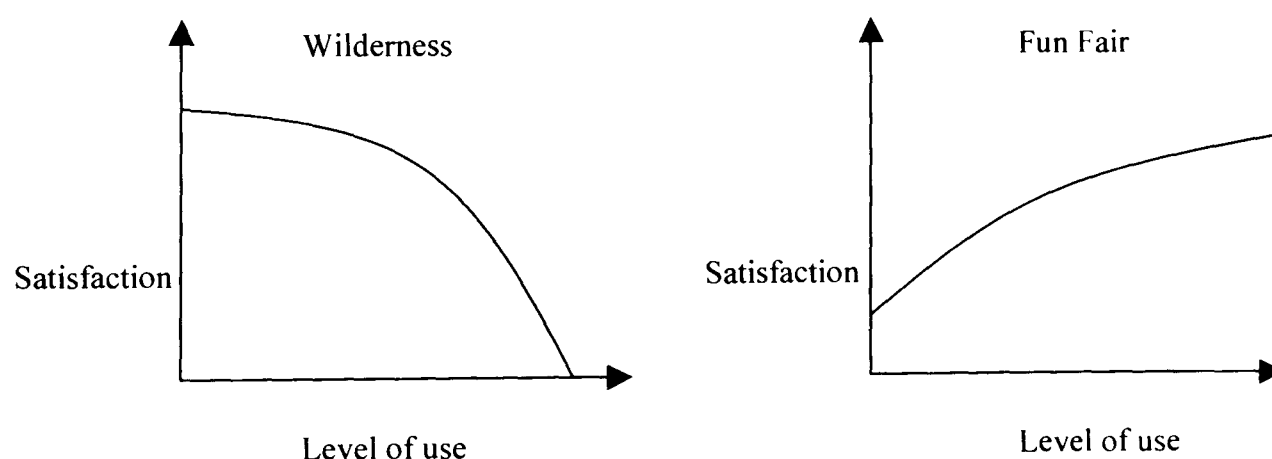 Wilderness
Fun Fair
Satisfaction
Satisfaction
Level of use
Level of use